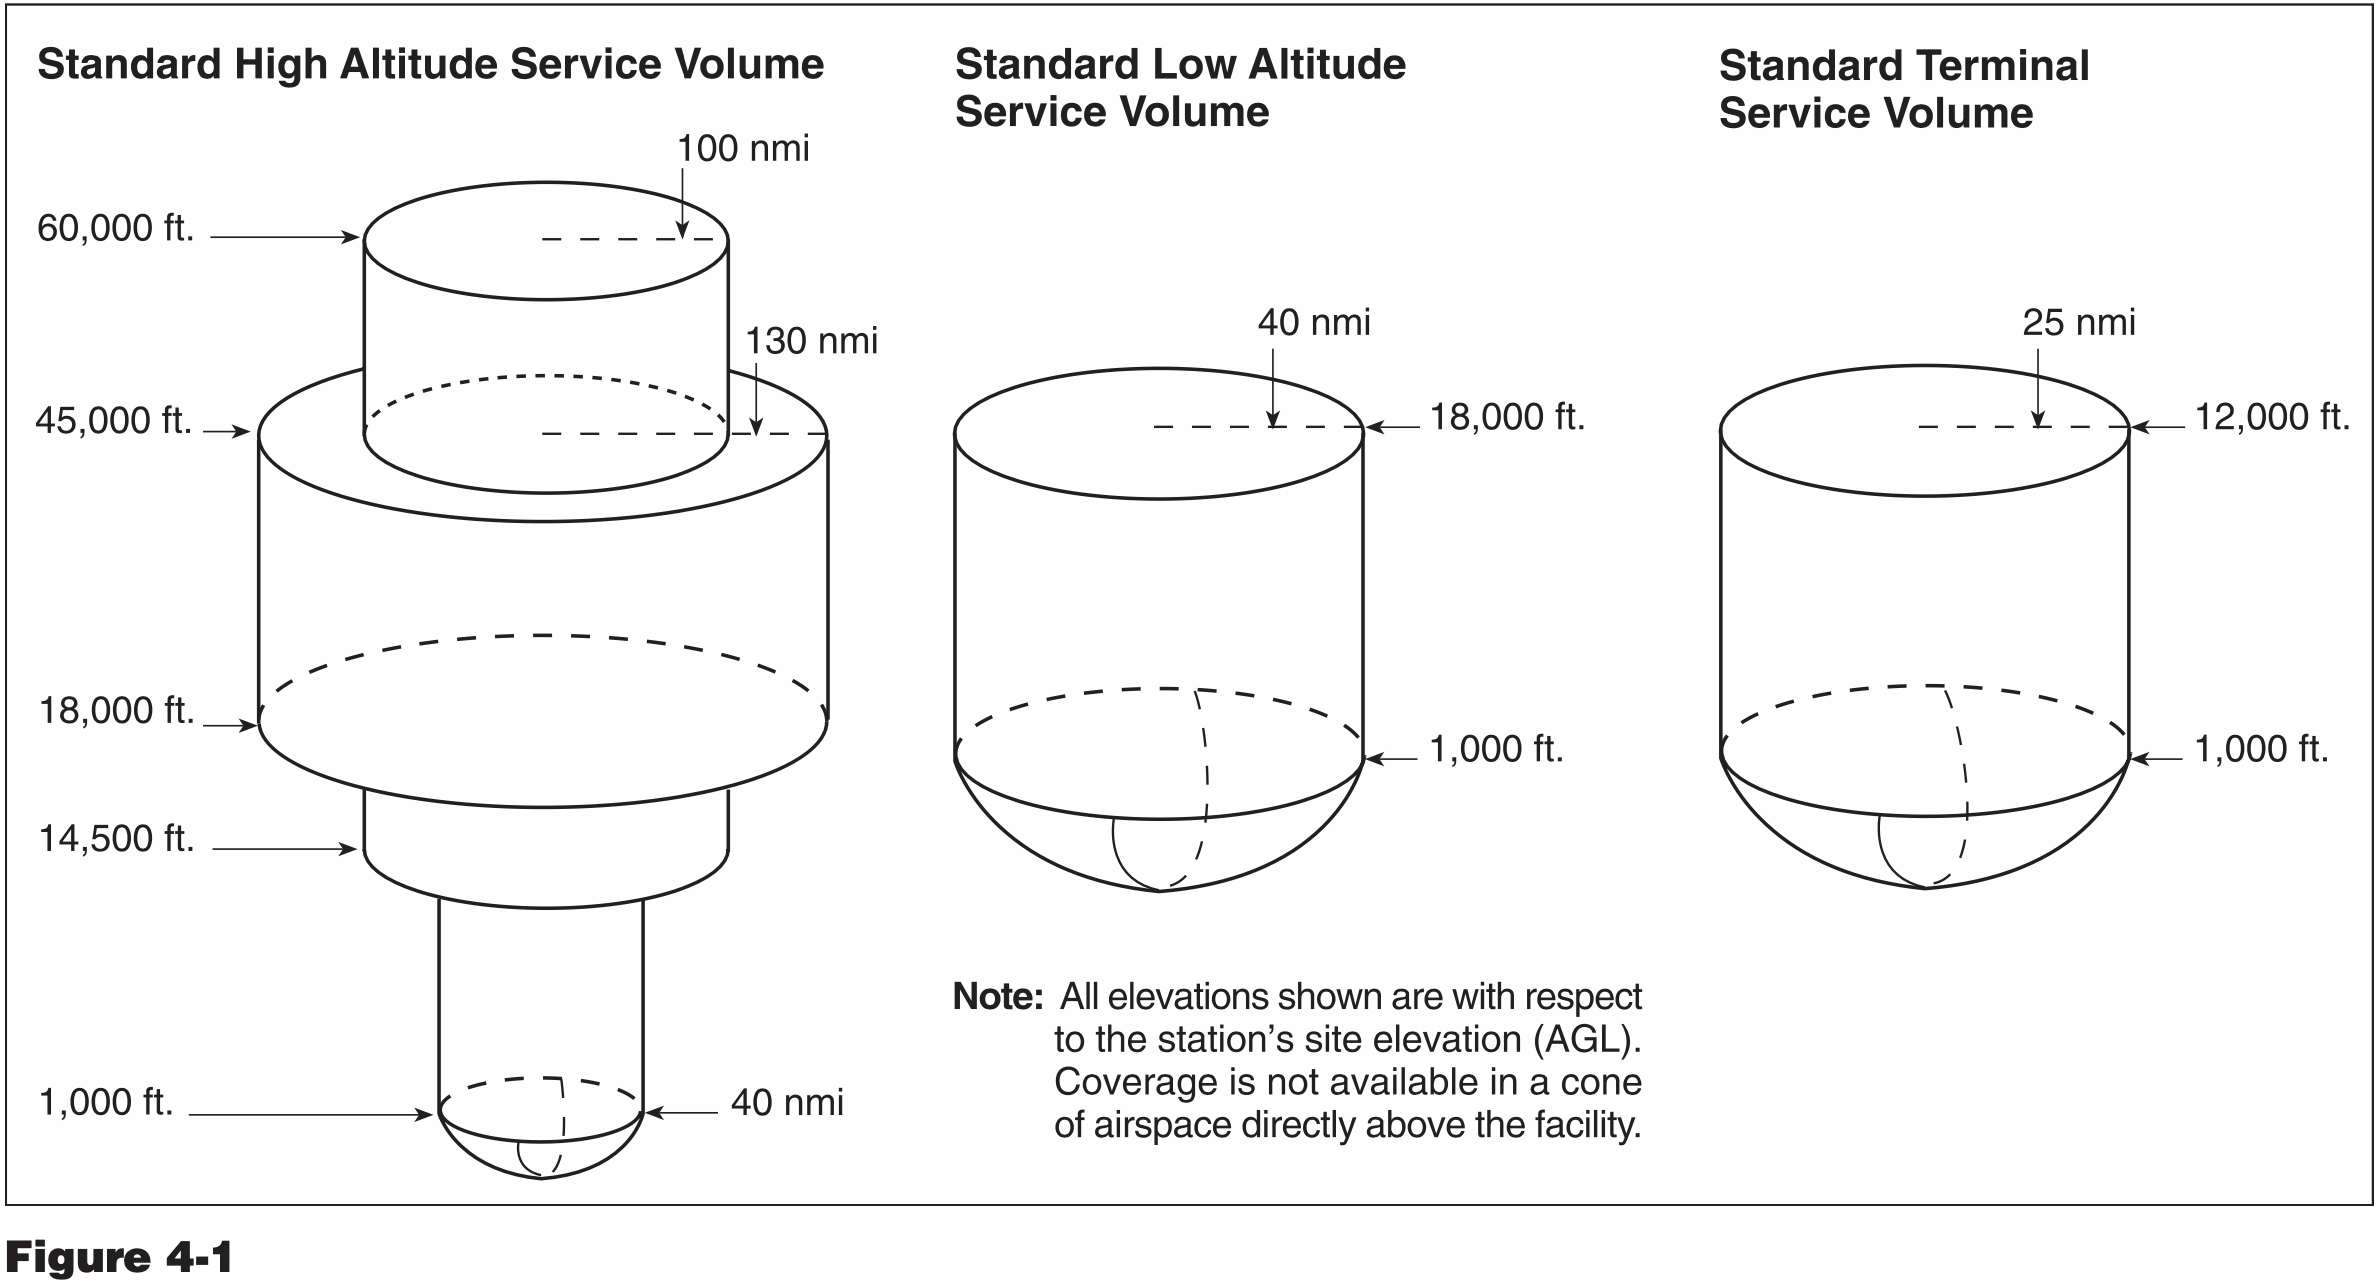 Standard High Altitude Service Volume
100 nmi
60,000 ft.
130 nmi
45,000 ft.
18,000 ft.
14,500 ft.
1,000 ft.
40 nmi
Standard Low Altitude
Service Volume
40 nmi
18,000 ft.
1,000 ft.
Standard Terminal
Service Volume
25 nmi
12,000 ft.
1,000 ft.
Note: All elevations shown are with respect
to the station's site elevation (AGL).
Coverage is not available in a cone
of airspace directly above the facility.
Figure 4-1